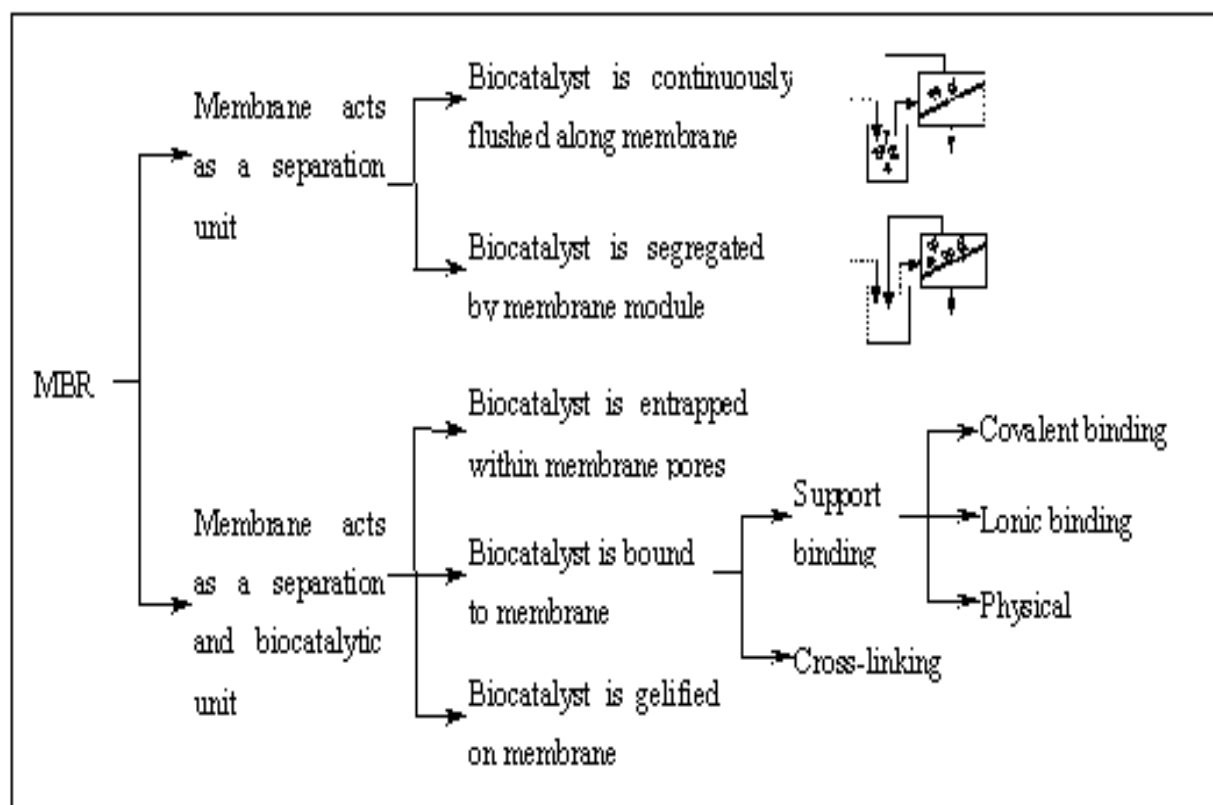 MBR
Membrane acts
as a separation
unit
Biocatalyst is continuously
flushed along membrane
Biocatalyst is segregated
by membrane module
Membrane acts
as a separation
and biocatalytic
unit
Biocatalyst is entrapped
within membrane pores
Biocatalyst is bound
to membrane
Biocatalyst is gelified
on membrane
Support
binding
Cross-linking
Covalent binding
Lonic binding
Physical